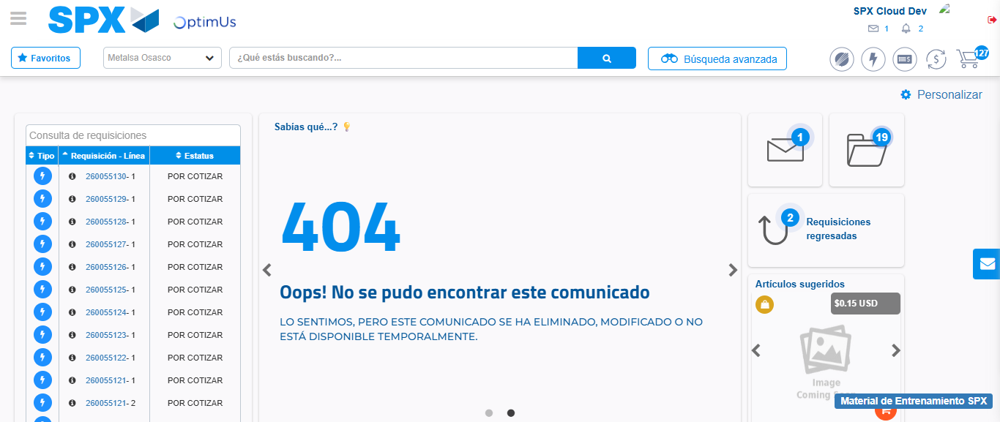 SPX OptimUs
SPX Cloud Dev
1 2
Favoritos
Metalsa Osasco
¿Qué estás buscando?...
Búsqueda avanzada
127
Personalizar
Consulta de requisiciones
Tipo Requisición - Línea Estatus
260055130- 1 POR COTIZAR
260055129- 1 POR COTIZAR
260055128- 1 POR COTIZAR
260055127- 1 POR COTIZAR
260055126- 1 POR COTIZAR
260055125- 1 POR COTIZAR
260055124- 1 POR COTIZAR
260055123- 1 POR COTIZAR
260055122- 1 POR COTIZAR
260055121- 1 POR COTIZAR
260055121- 2 POR COTIZAR
Sabías qué...?
404
Oops! No se pudo encontrar este comunicado
LO SENTIMOS, PERO ESTE COMUNICADO SE HA ELIMINADO, MODIFICADO O NO
ESTÁ DISPONIBLE TEMPORALMENTE.
1
19
2
Requisiciones
regresadas
Artículos sugeridos
$0.15 USD
Image
Coming
Material de Entrenamiento SPX